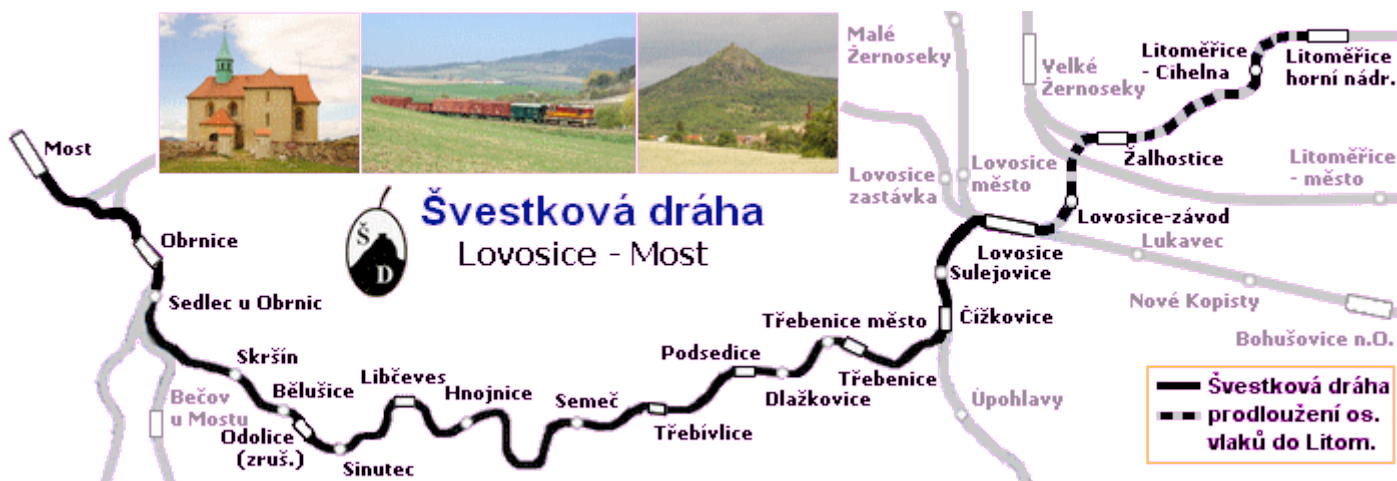 Malé
Žernoseky
Velké
Žernoseky
Litoměřice
- Cihelna
Litoměřice
horní nádr.
Most
Žalhostice
Litoměřice
- město
Lovosice
zastávka
Lovosice
město
Š
D
Švestková dráha
Lovosice - Most
Lovosice-závod
Obrnice
Lovosice
Lukavec
Sulejovice
Sedlec u Obrnic
Nové Kopisty
Čížkovice
Třebenice město
Bohušovice n.O.
Skršín
Podsedice
Libčeves
Třebenice
Bělušice
Hnojnice
Semeč
Dlažkovice
Bečov
u Mostu
Úpohlavy
Odolice
(zruš.)
Třebívlice
Sinutec
Švestková dráha
prodloužení os.
vlaků do Litom.